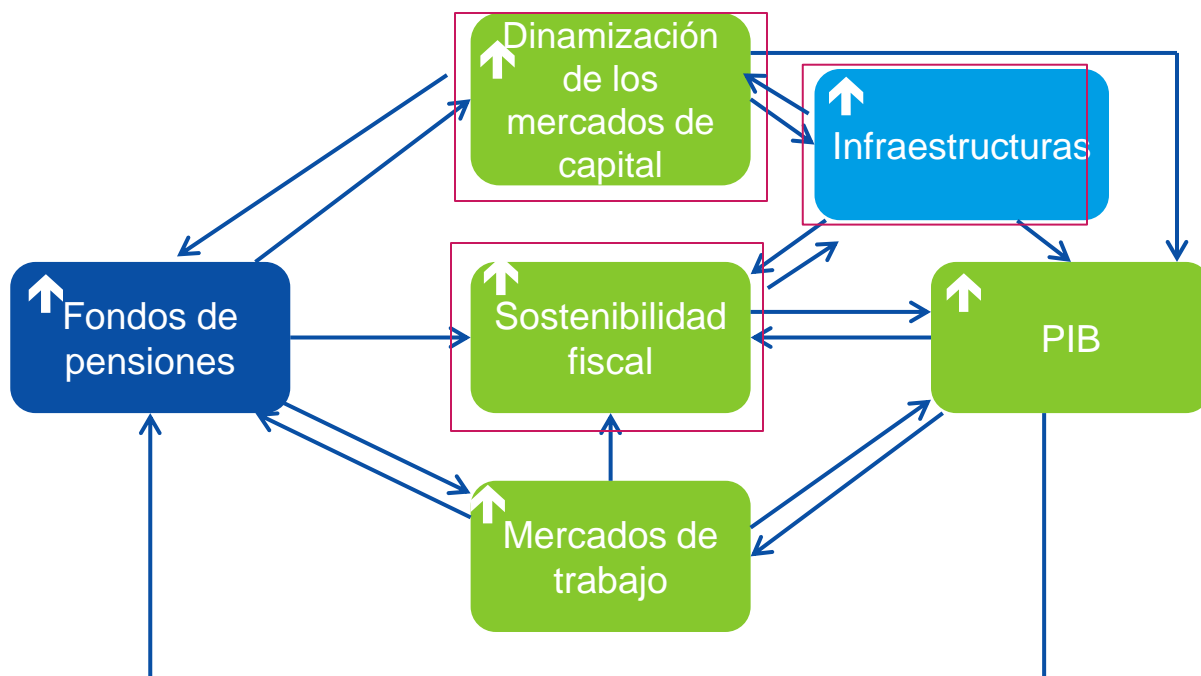 Dinamización
de los
mercados de
capital
Infraestructuras
Fondos de
pensiones
Sostenibilidad
fiscal
PIB
Mercados de
trabajo